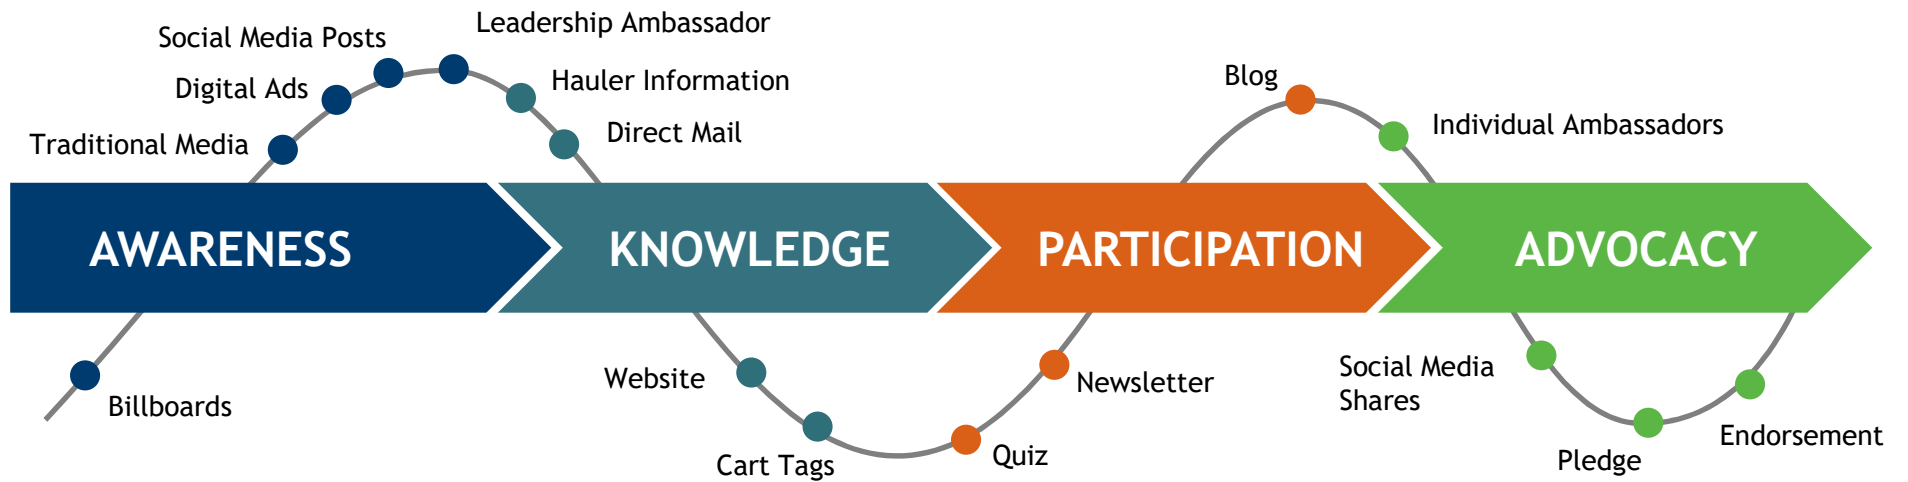 Leadership Ambassador
Social Media Posts
Blog
Hauler Information
Digital Ads
Individual Ambassadors
Direct Mail
Traditional Media
AWARENESS
KNOWLEDGE
PARTICIPATION
ADVOCACY
Social Media
Shares
Website
Newsletter
Billboards
Endorsement
Quiz
Pledge
Cart Tags